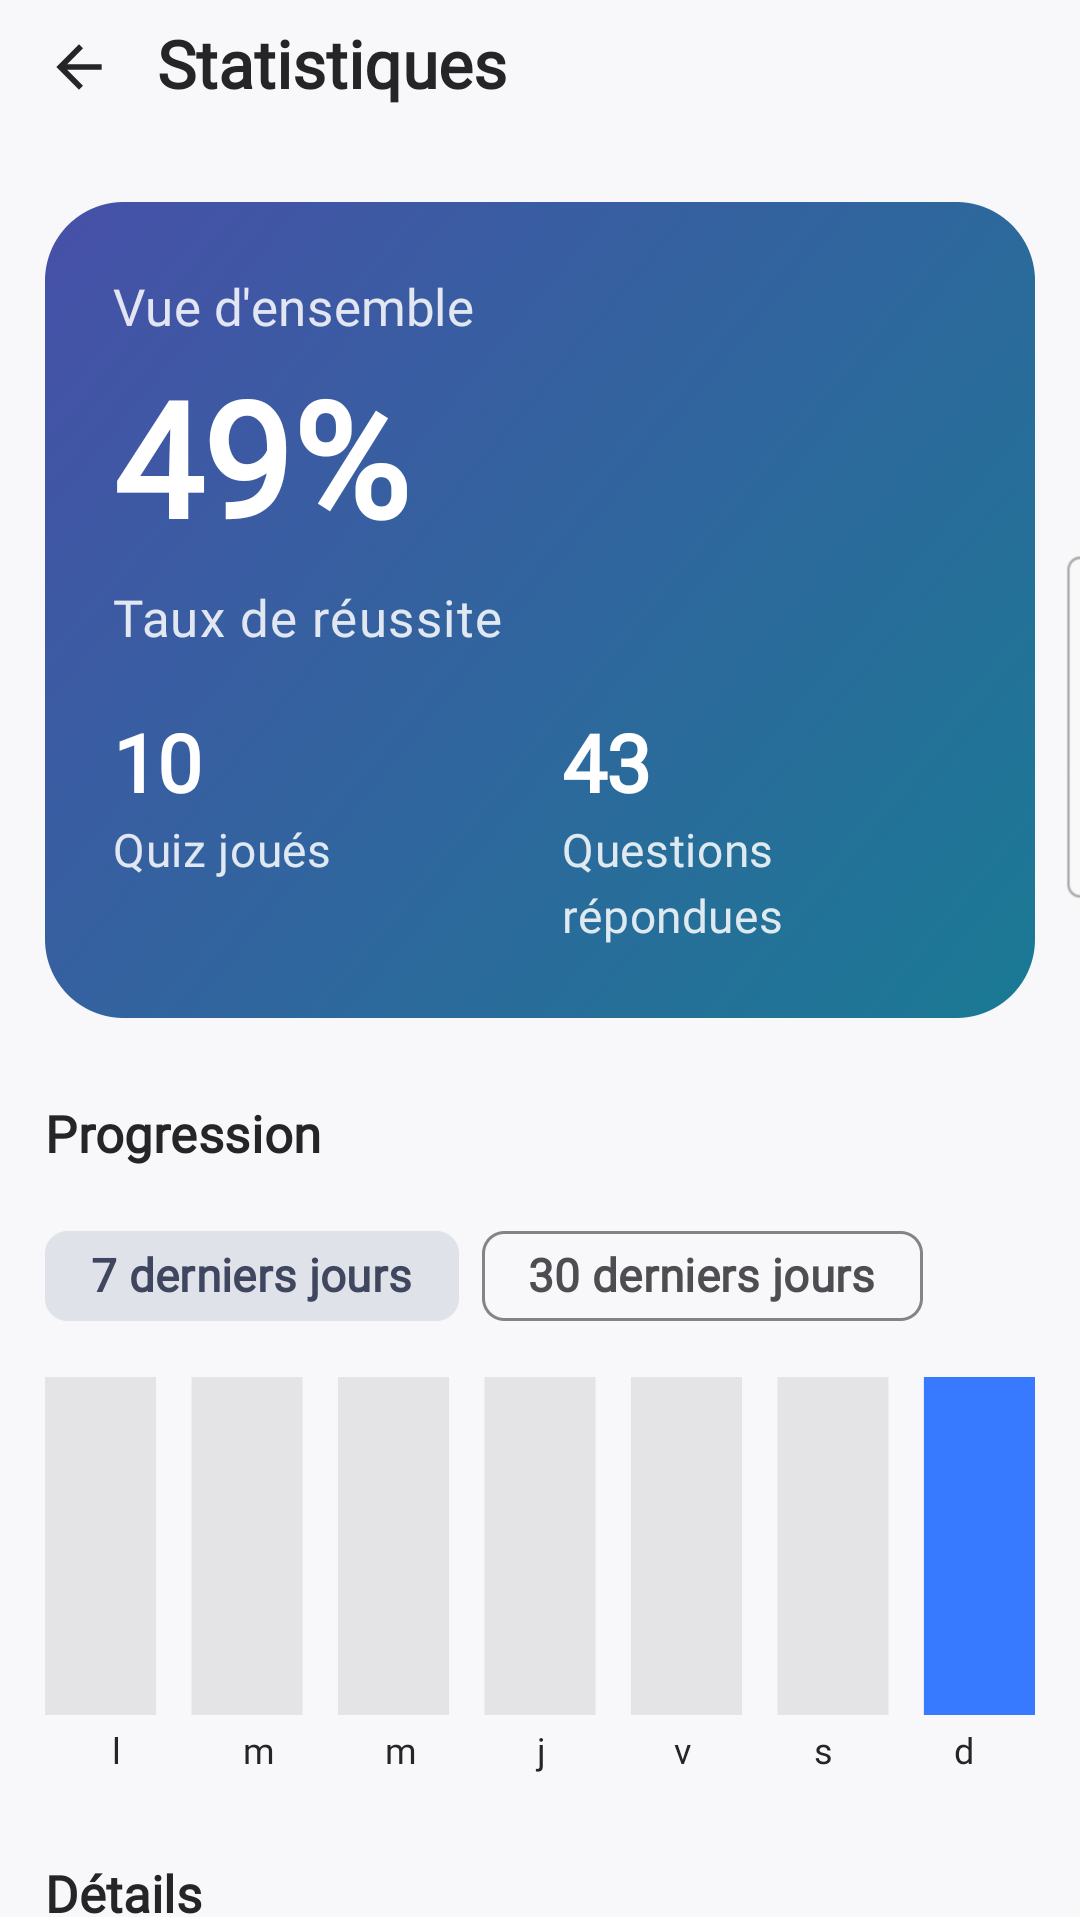 Statistiques
Vue d'ensemble
49%
Taux de réussite
10
43
Quiz joués
Questions
répondues
Progression
7 derniers jours
30 derniers jours
l m m j v s d
Détails